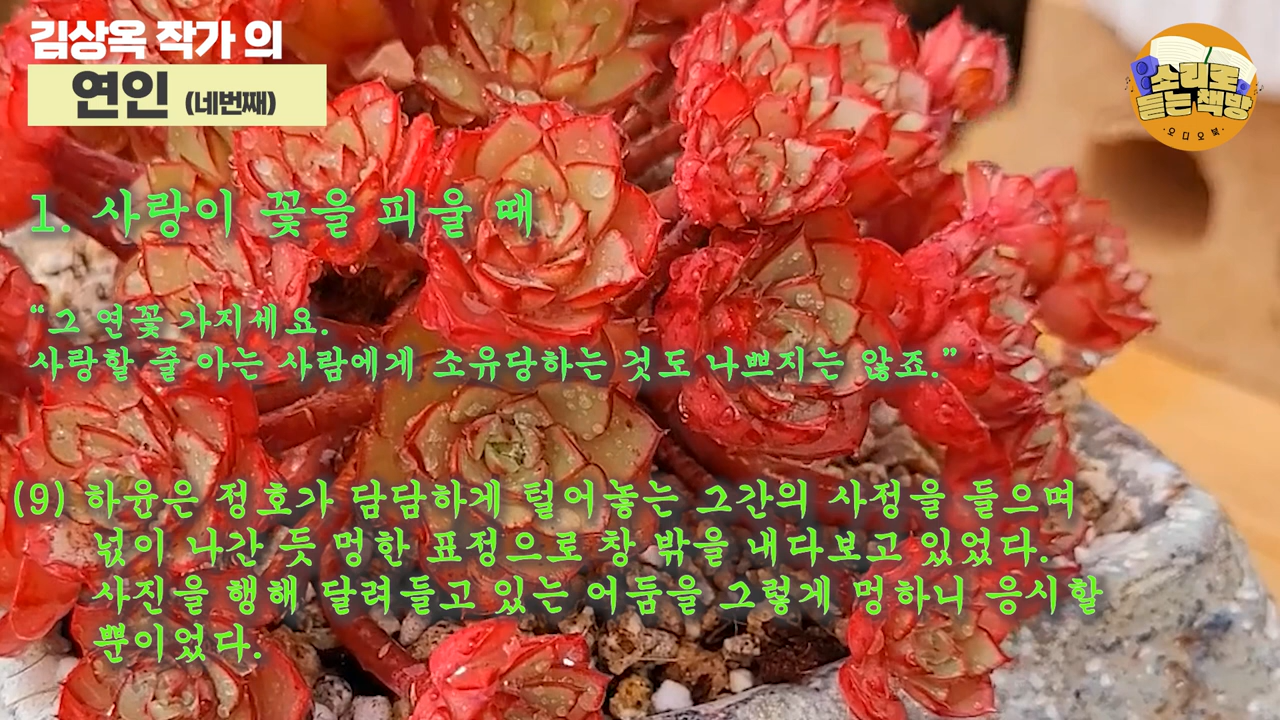 김상옥 작가 의
연인 (네번째)
소리로
듣는 책방
·오디오북·
1. 사랑이 꽃을 피울 때
“그 연꽃 가지세요.
사랑할 줄 아는 사람에게 소유당하는 것도 나쁘지는 않죠.”
(9) 하윤은 정호가 담담하게 털어놓는 그간의 사정을 들으며
넋이 나간 듯 멍한 표정으로 창 밖을 내다보고 있었다.
사진을 행해 달려들고 있는 어둠을 그렇게 멍하니 응시할
뿐이었다.